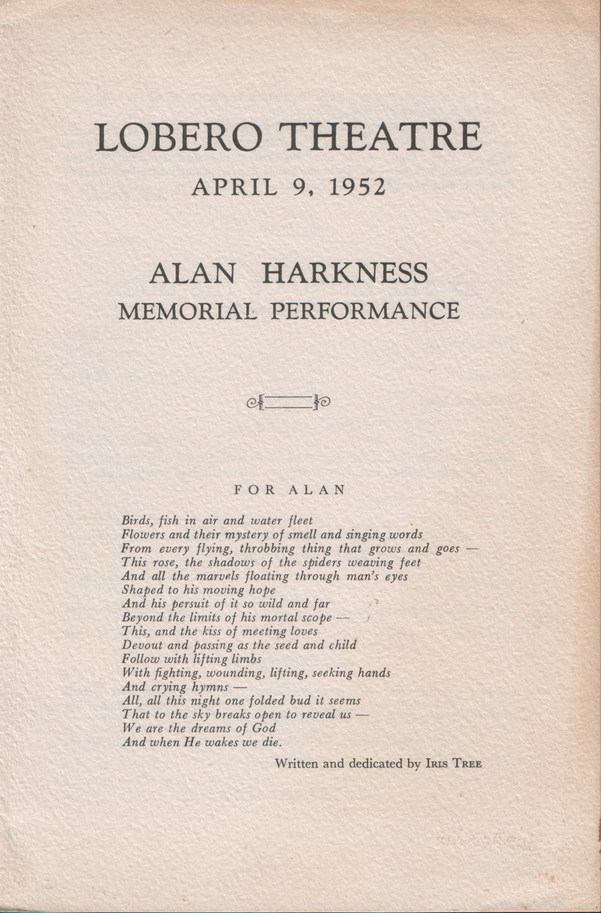 LOBERO THEATRE
APRIL 9, 1952
ALAN HARKNESS
MEMORIAL PERFORMANCE
FOR ALAN
Birds, fish in air and water fleet
Flowers and their mystery of smell and singing words
From every flying, throbbing thing that grows and goes —
This rose, the shadows of the spiders weaving feet
And all the marvels floating through man's eyes
Shaped to his moving hope
And his persuit of it so wild and far
Beyond the limits of his mortal scope —
This, and the kiss of meeting loves
Devout and passing as the seed and child
Follow with lifting limbs
With fighting, wounding, lifting, seeking hands
And crying hymns —
All, all this night one folded bud it seems
That to the sky breaks open to reveal us —
We are the dreams of God
And when He wakes we die.
Written and dedicated by IRIS TREE